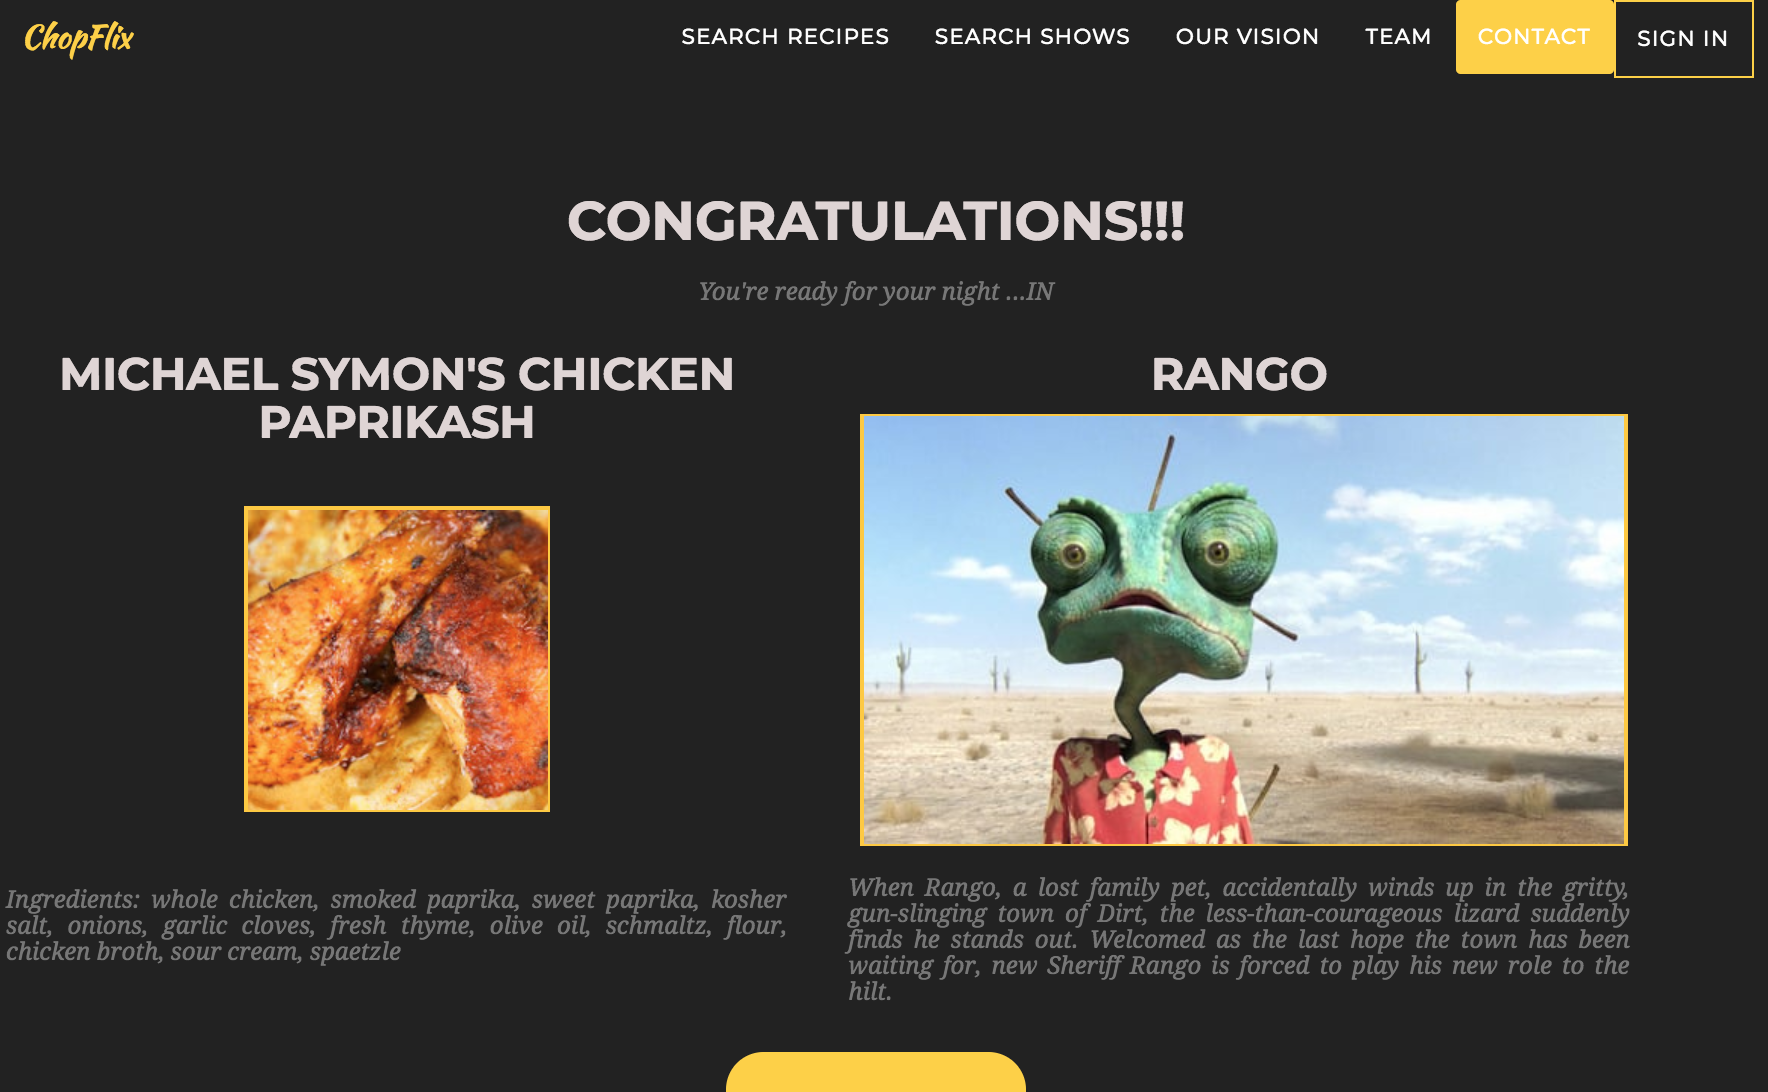 ChopFlix
SEARCH RECIPES
SEARCH SHOWS
OUR VISION
TEAM
CONTACT
SIGN IN
CONGRATULATIONS!!!
You're ready for your night ...IN
MICHAEL SYMON'S CHICKEN
PAPRIKASH
Ingredients: whole chicken, smoked paprika, sweet paprika, kosher
salt, onions, garlic cloves, fresh thyme, olive oil, schmaltz, flour,
chicken broth, sour cream, spaetzle
RANGO
When Rango, a lost family pet, accidentally winds up in the gritty,
gun-slinging town of Dirt, the less-than-courageous lizard suddenly
finds he stands out. Welcomed as the last hope the town has been
waiting for, new Sheriff Rango is forced to play his new role to the
hilt.